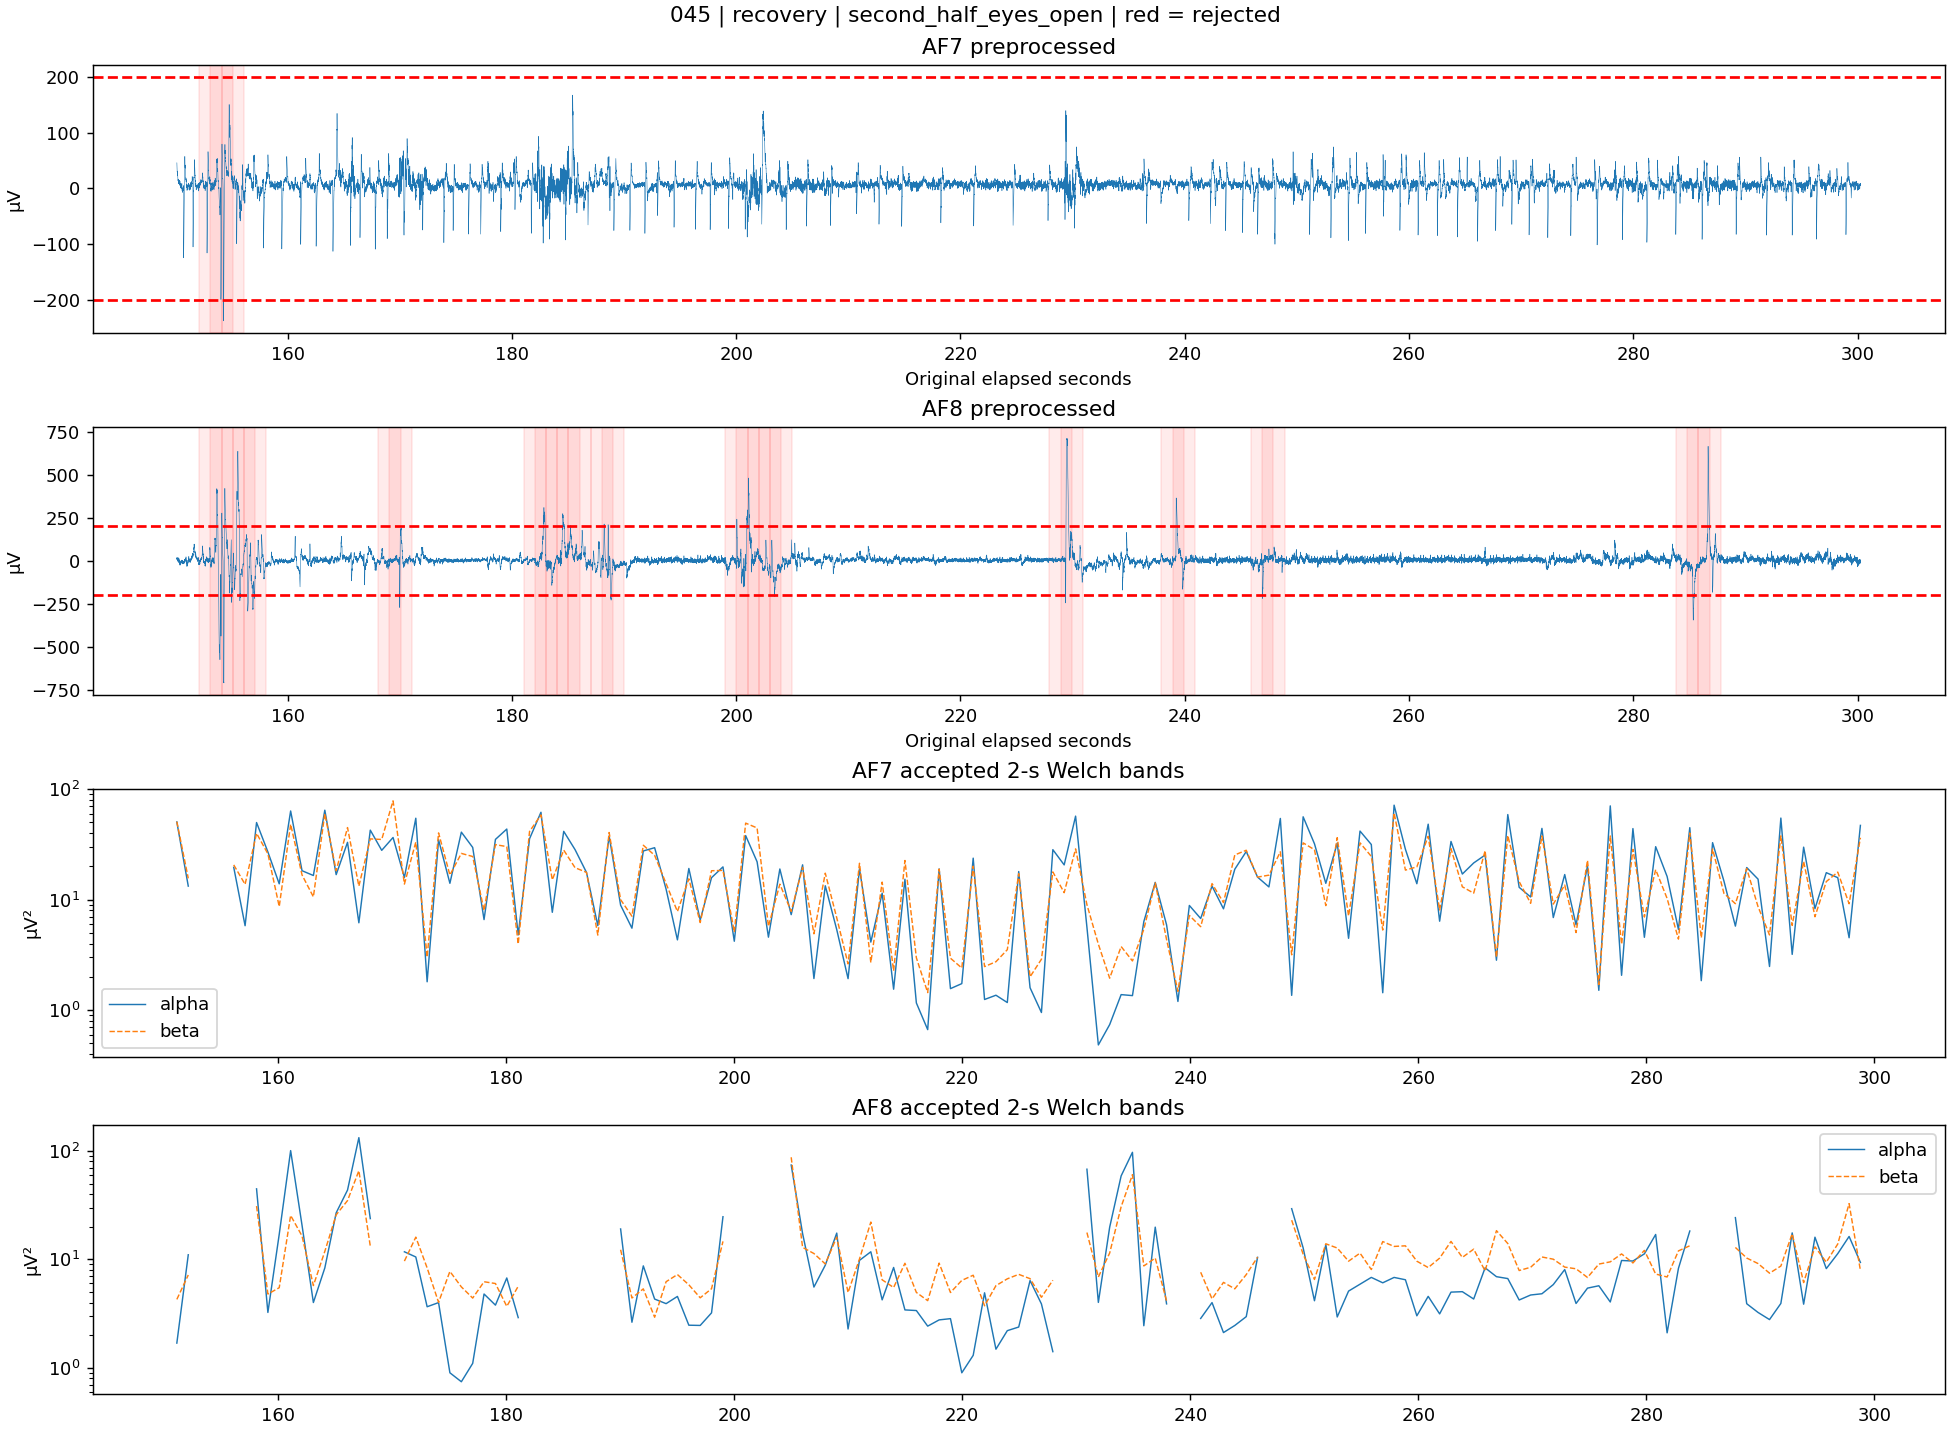 045 | recovery | second_half_eyes_open | red = rejected
AF7 preprocessed
200
100
0
−100
−200
µV
160 180 200 220 240 260 280 300
Original elapsed seconds
AF8 preprocessed
750
500
250
0
−250
−500
−750
µV
160 180 200 220 240 260 280 300
Original elapsed seconds
AF7 accepted 2-s Welch bands
10²
10¹
10⁰
µV²
alpha
beta
160 180 200 220 240 260 280 300
AF8 accepted 2-s Welch bands
10²
10¹
10⁰
µV²
alpha
beta
160 180 200 220 240 260 280 300